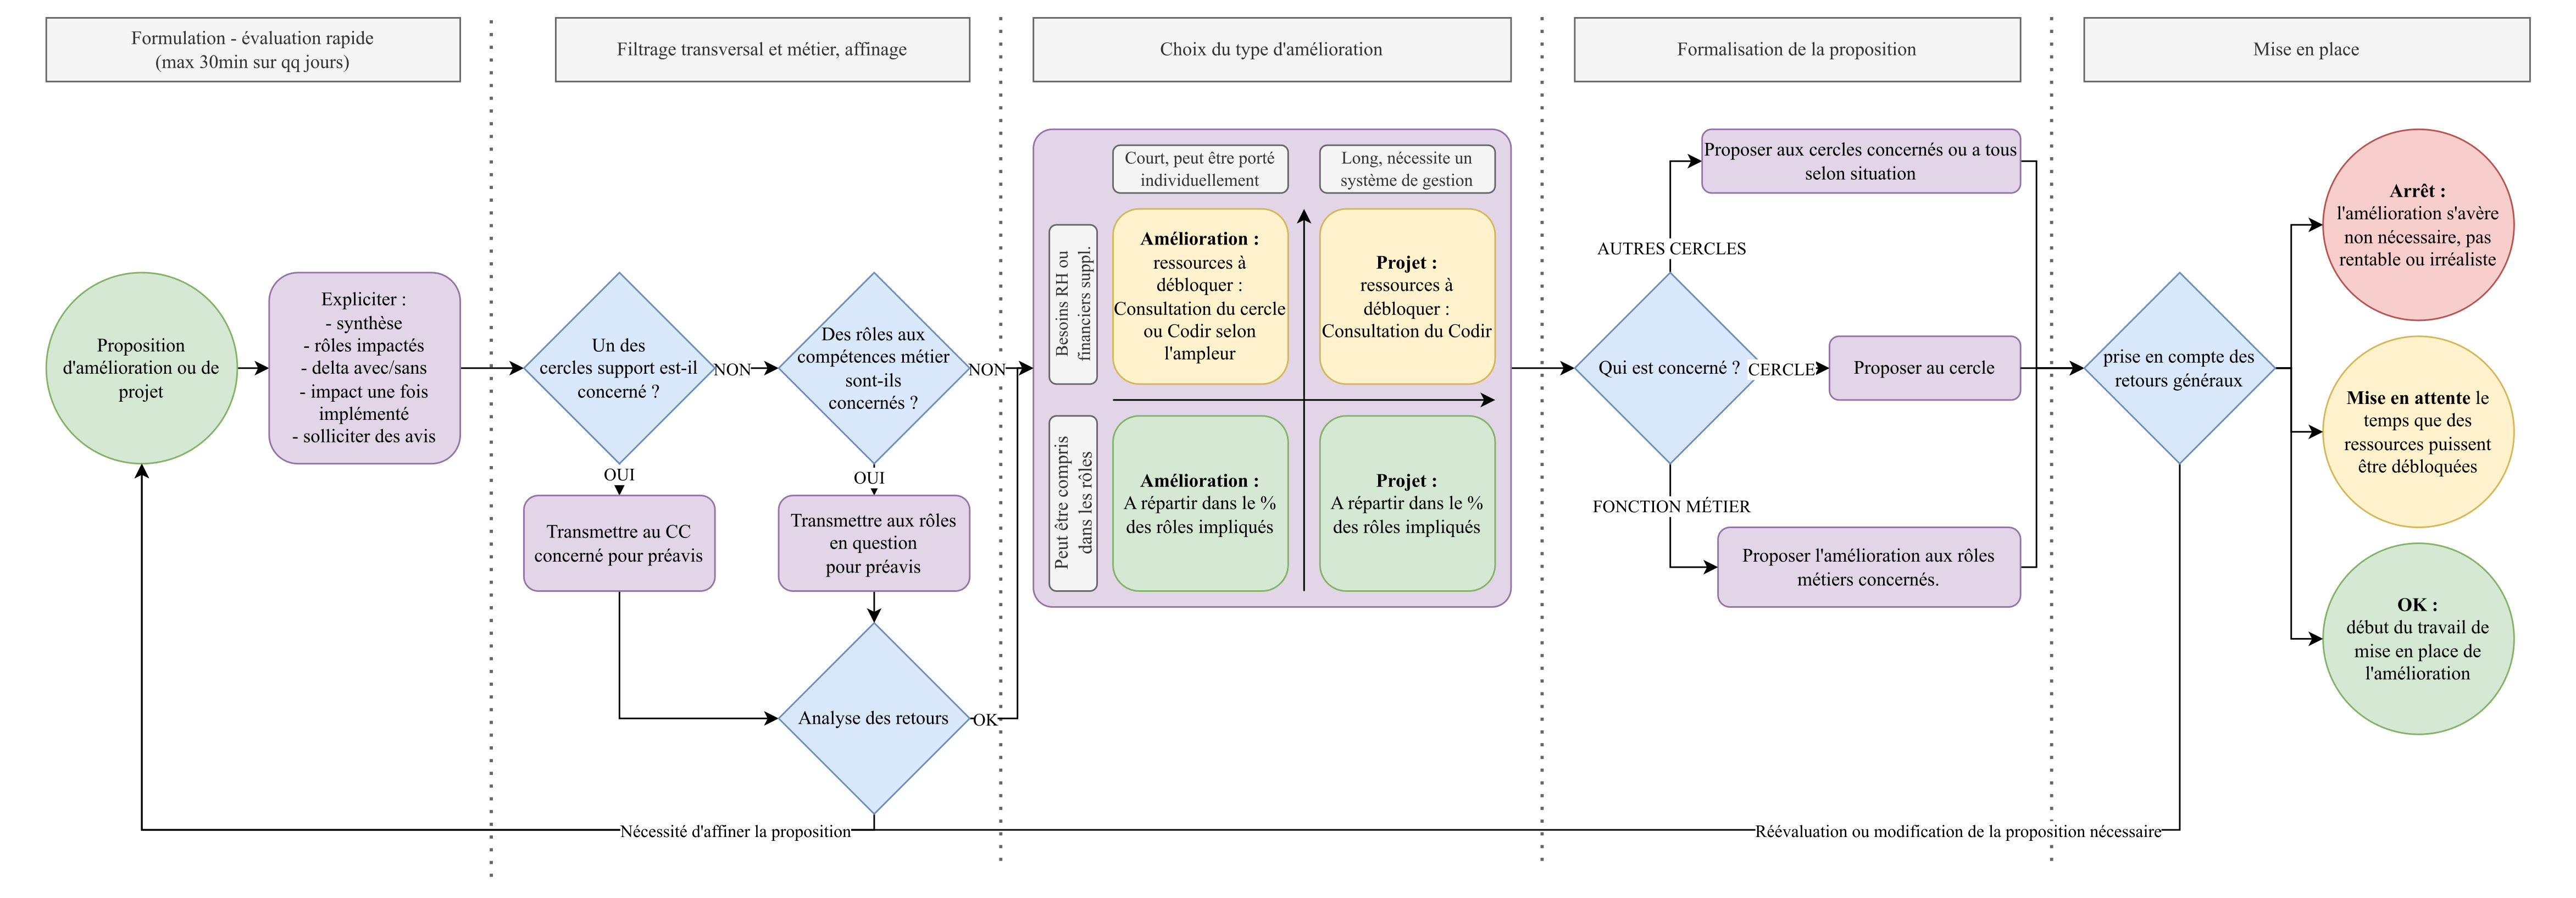 Formulation - évaluation rapide
(max 30min sur qq jours)
Filtrage transversal et métier, affinage
Choix du type d'amélioration
Formalisation de la proposition
Mise en place
Proposition
d'amélioration ou de
projet
Expliciter :
- synthèse
- rôles impactés
- delta avec/sans
- impact une fois
implémenté
- solliciter des avis
Un des
cercles support est-il
concerné ?
NON
OUI
Transmettre au CC
concerné pour préavis
Des rôles aux
compétences métier
sont-ils
concernés ?
NON
OUI
Transmettre aux rôles
en question
pour préavis
Analyse des retours
OK
Nécessité d'affiner la proposition
Court, peut être porté
individuellement
Long, nécessite un
système de gestion
Besoins RH ou
financiers suppl.
Amélioration :
ressources à
débloquer :
Consultation du cercle
ou Codir selon
l'ampleur
Projet :
ressources à
débloquer :
Consultation du Codir
Peut être compris
dans les rôles
Amélioration :
A répartir dans le %
des rôles impliqués
Projet :
A répartir dans le %
des rôles impliqués
Qui est concerné ?
AUTRES CERCLES
Proposer aux cercles concernés ou a tous
selon situation
CERCLE
Proposer au cercle
FONCTION MÉTIER
Proposer l'amélioration aux rôles
métiers concernés.
prise en compte des
retours généraux
Réévaluation ou modification de la proposition nécessaire
Arrêt :
l'amélioration s'avère
non nécessaire, pas
rentable ou irréaliste
Mise en attente le
temps que des
ressources puissent
être débloquées
OK :
début du travail de
mise en place de
l'amélioration